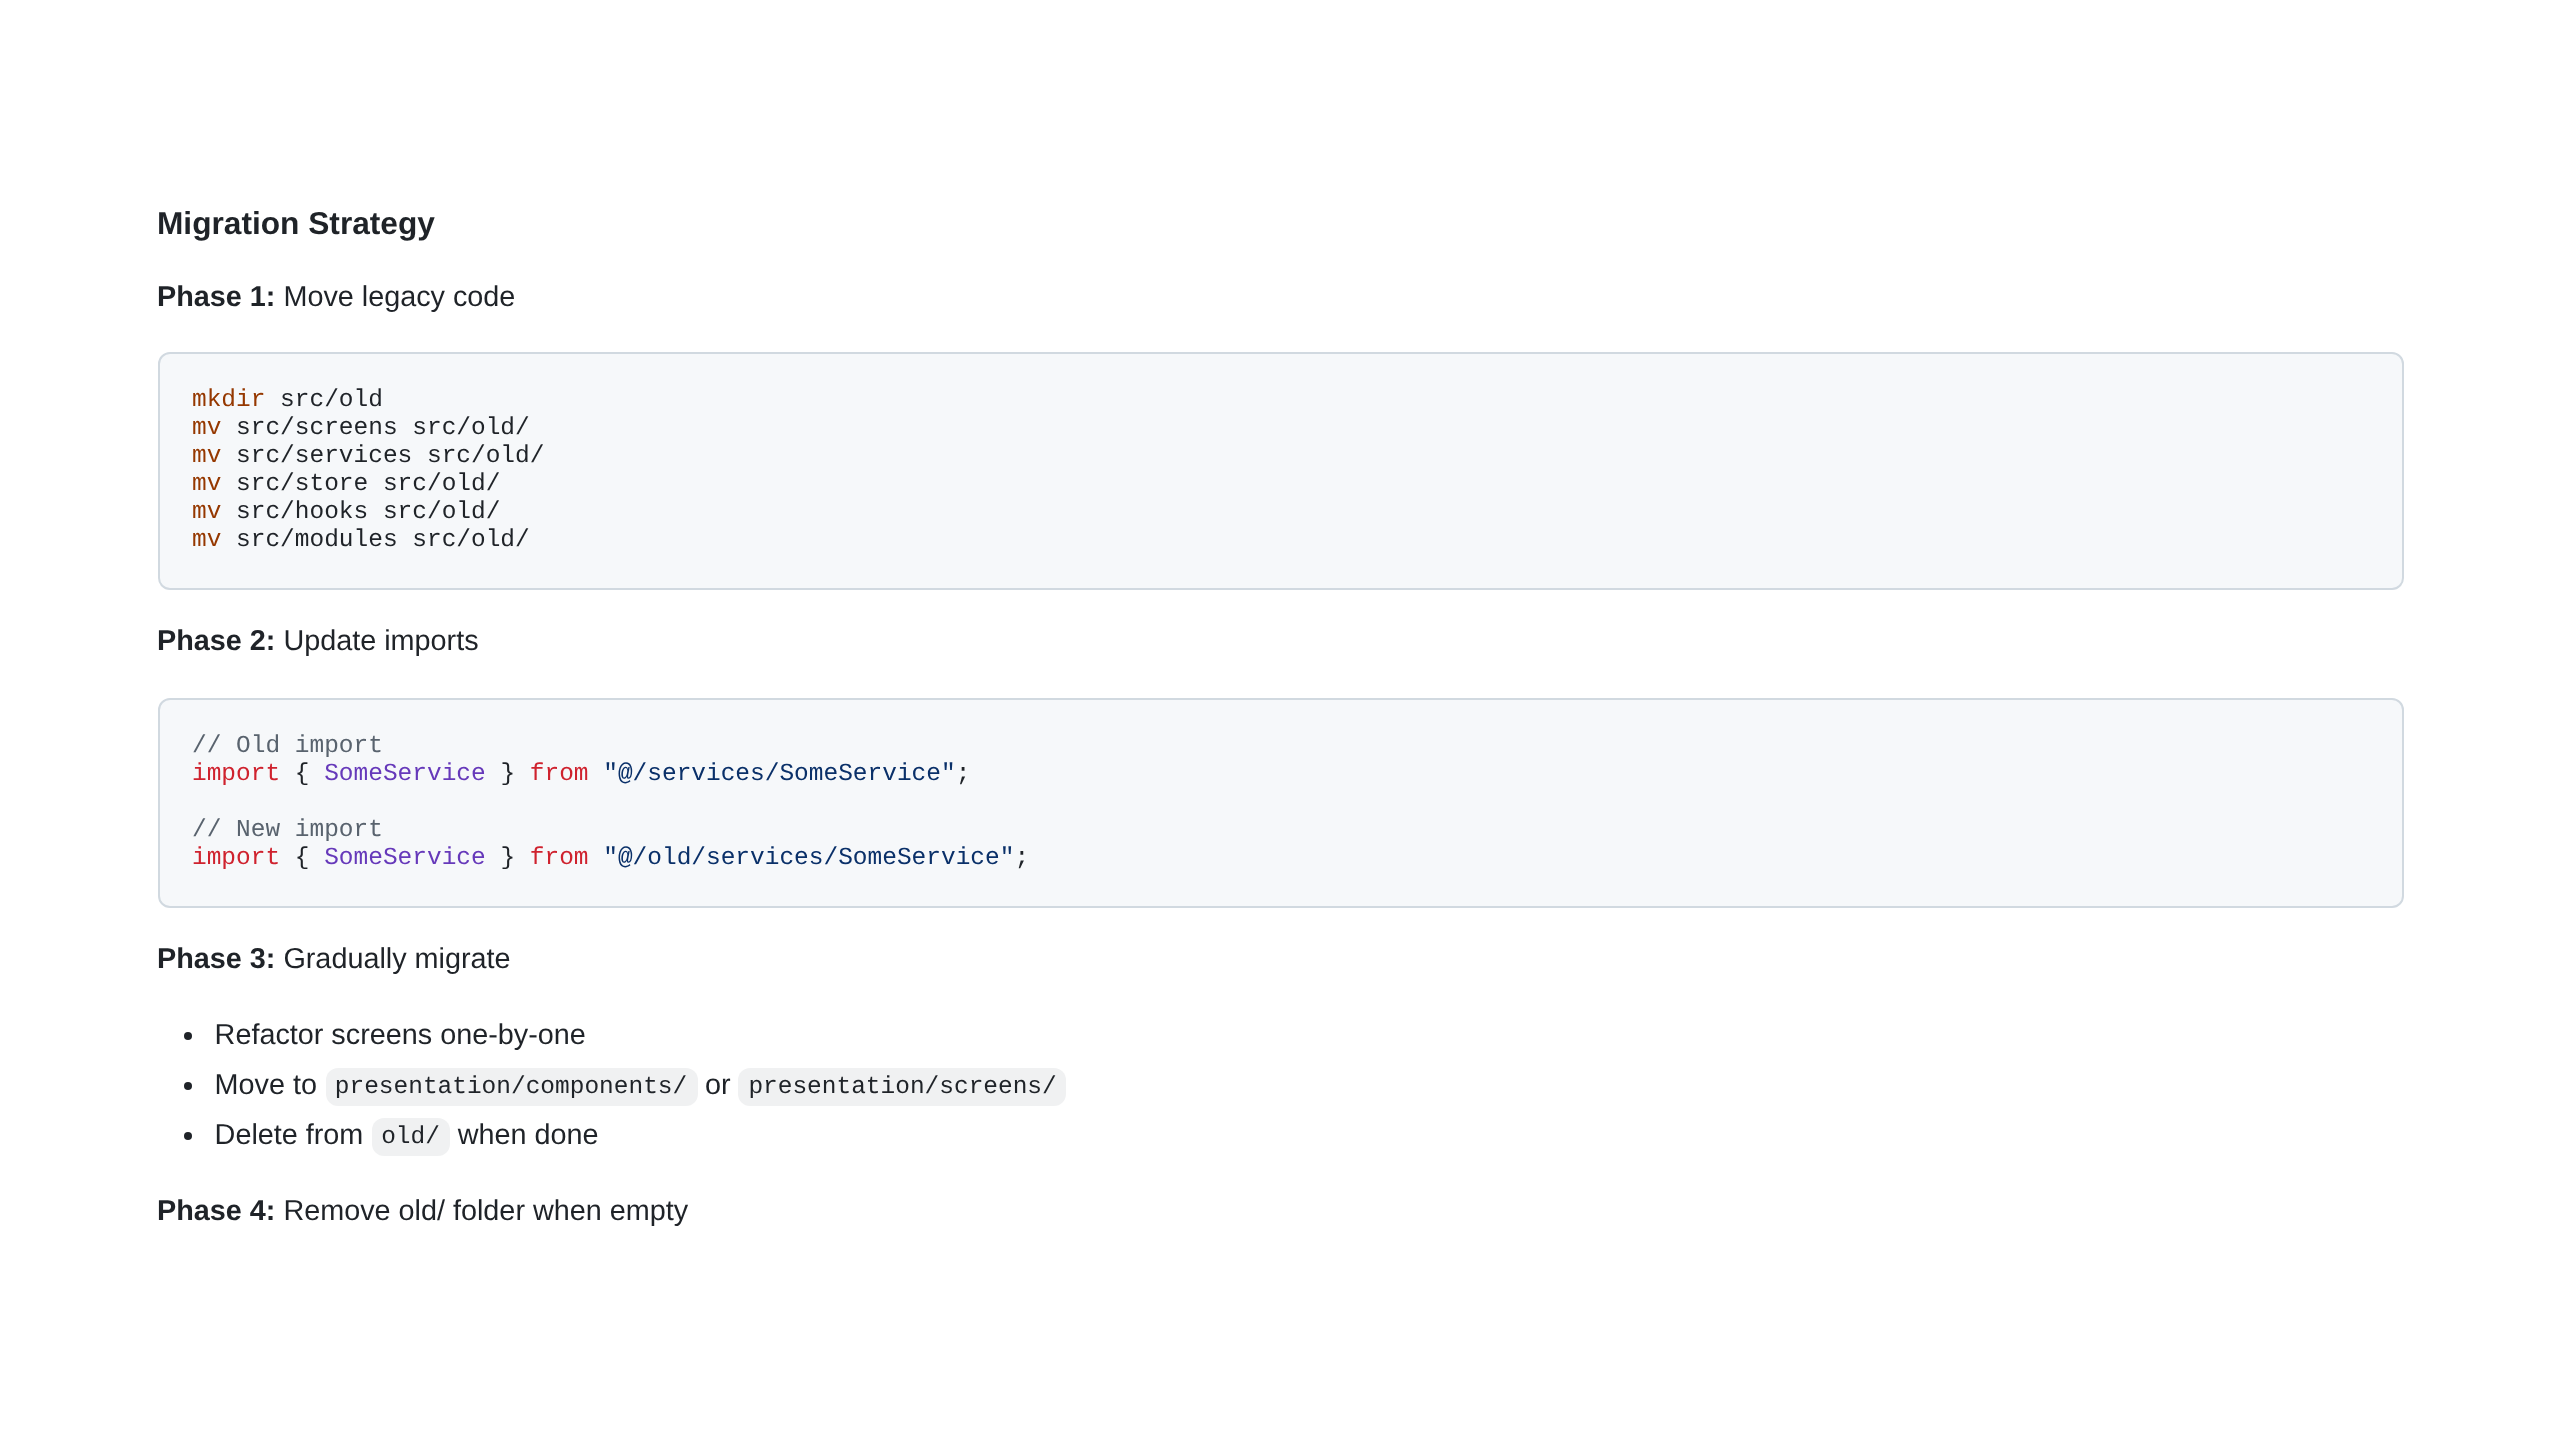 Migration Strategy
Phase 1: Move legacy code
mkdir src/old
mv src/screens src/old/
mv src/services src/old/
mv src/store src/old/
mv src/hooks src/old/
mv src/modules src/old/
Phase 2: Update imports
// Old import
import { SomeService } from "@/services/SomeService";
// New import
import { SomeService } from "@/old/services/SomeService";
Phase 3: Gradually migrate
• Refactor screens one-by-one
• Move to presentation/components/ or presentation/screens/
• Delete from old/ when done
Phase 4: Remove old/ folder when empty